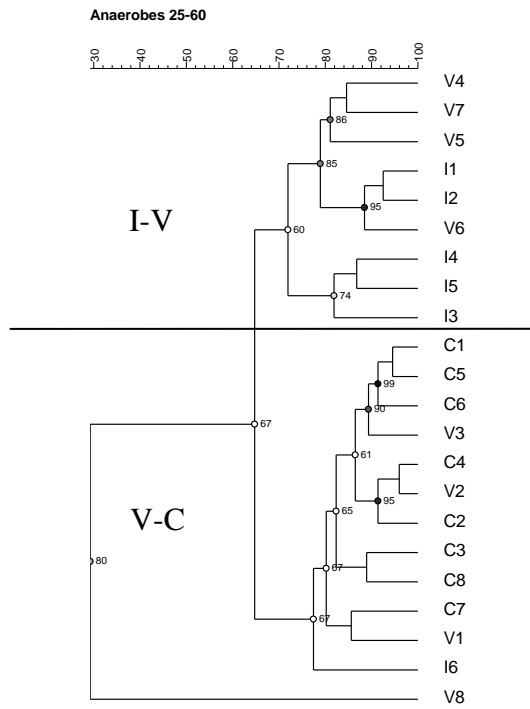 Anaerobes 25-60
30 40 50 60 70 80 90 100
V4
V7
86
V5
85
I1
I2
95
V6
I-V
60
I4
I5
74
I3
C1
C5
99
C6
90
V3
67
61
C4
V2
95
C2
V-C
65
C3
80
67
C8
C7
67
V1
I6
V8